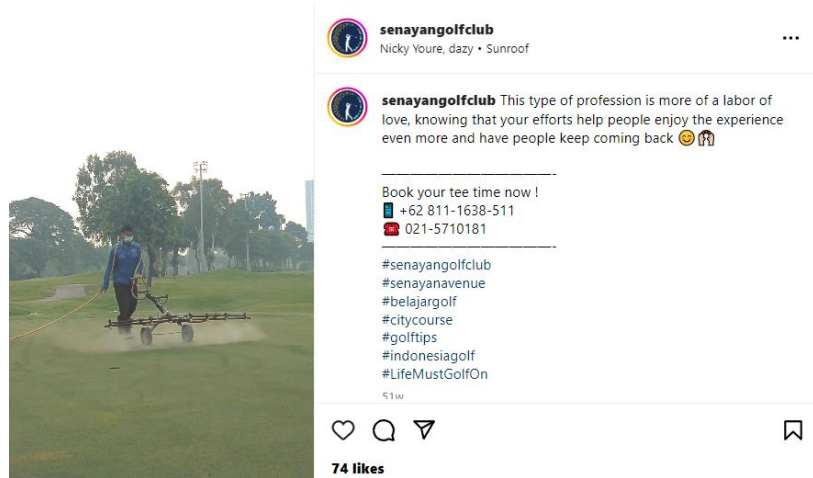 senayangolfclub
Nicky Youre, dazy • Sunroof
senayangolfclub This type of profession is more of a labor of
love, knowing that your efforts help people enjoy the experience
even more and have people keep coming back 😊🙌
————————————-
Book your tee time now !
📱 +62 811-1638-511
☎️ 021-5710181
————————————-
#senayangolfclub
#senayanavenue
#belajargolf
#citycourse
#golftips
#indonesiagolf
#LifeMustGolfOn
51w
74 likes